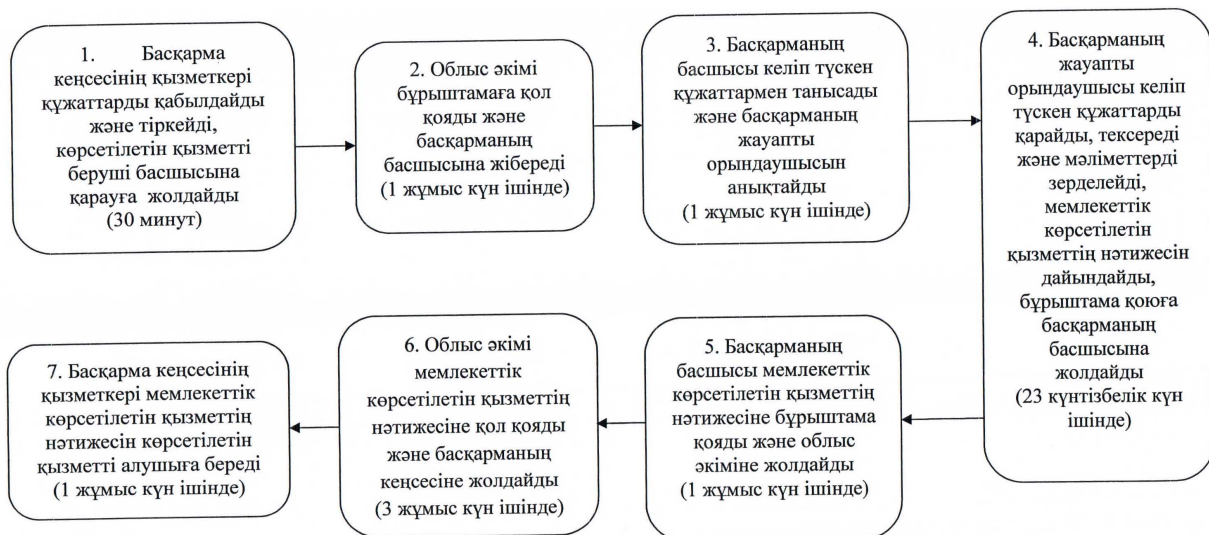 1. Басқарма
кеңсесінің қызметкері
құжаттарды қабылдайды
және тіркейді,
көрсетілетін қызметті
беруші басшысына
қарауға жолдайды
(30 минут)
2. Облыс әкімі
бұрыштамаға қол
қояды және
басқарманың
басшысына жібереді
(1 жұмыс күн ішінде)
3. Басқарманың
басшысы келіп түскен
құжаттармен танысады
және басқарманың
жауапты
орындаушысын
анықтайды
(1 жұмыс күн ішінде)
4. Басқарманың
жауапты
орындаушысы келіп
түскен құжаттарды
қарайды, тексереді
және мәліметтерді
зерделейді,
мемлекеттік
көрсетілетін
қызметтің нәтижесін
дайындайды,
бұрыштама қоюға
басқарманың
басшысына
жолдайды
(23 күнтізбелік күн
ішінде)
5. Басқарманың
басшысы мемлекеттік
көрсетілетін қызметтің
нәтижесіне бұрыштама
қояды және облыс
әкіміне жолдайды
(1 жұмыс күн ішінде)
6. Облыс әкімі
мемлекеттік
көрсетілетін қызметтің
нәтижесіне қол қояды
және басқарманың
кеңсесіне жолдайды
(3 жұмыс күн ішінде)
7. Басқарма кеңсесінің
қызметкері мемлекеттік
көрсетілетін қызметтің
нәтижесін көрсетілетін
қызметті алушыға береді
(1 жұмыс күн ішінде)